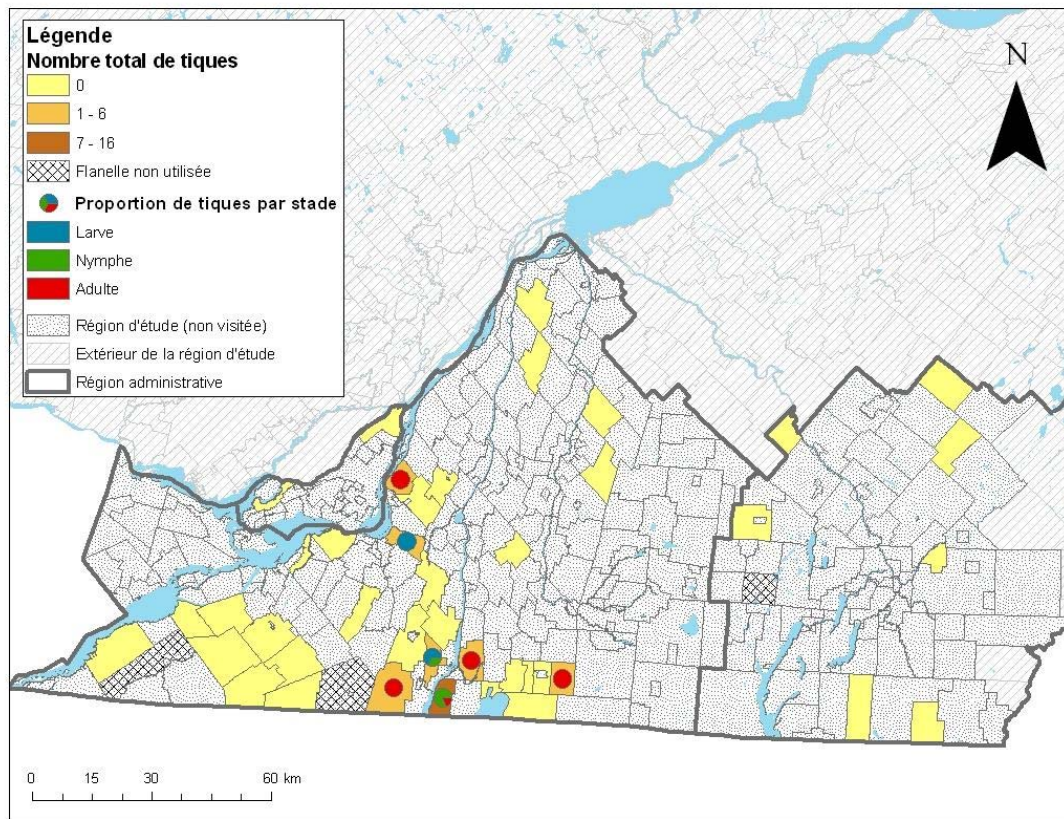 Légende
Nombre total de tiques
0
1 - 6
7 - 16
Flanelle non utilisée
Proportion de tiques par stade
Larve
Nymphe
Adulte
Région d'étude (non visitée)
Extérieur de la région d'étude
Région administrative
N
0 15 30 60 km